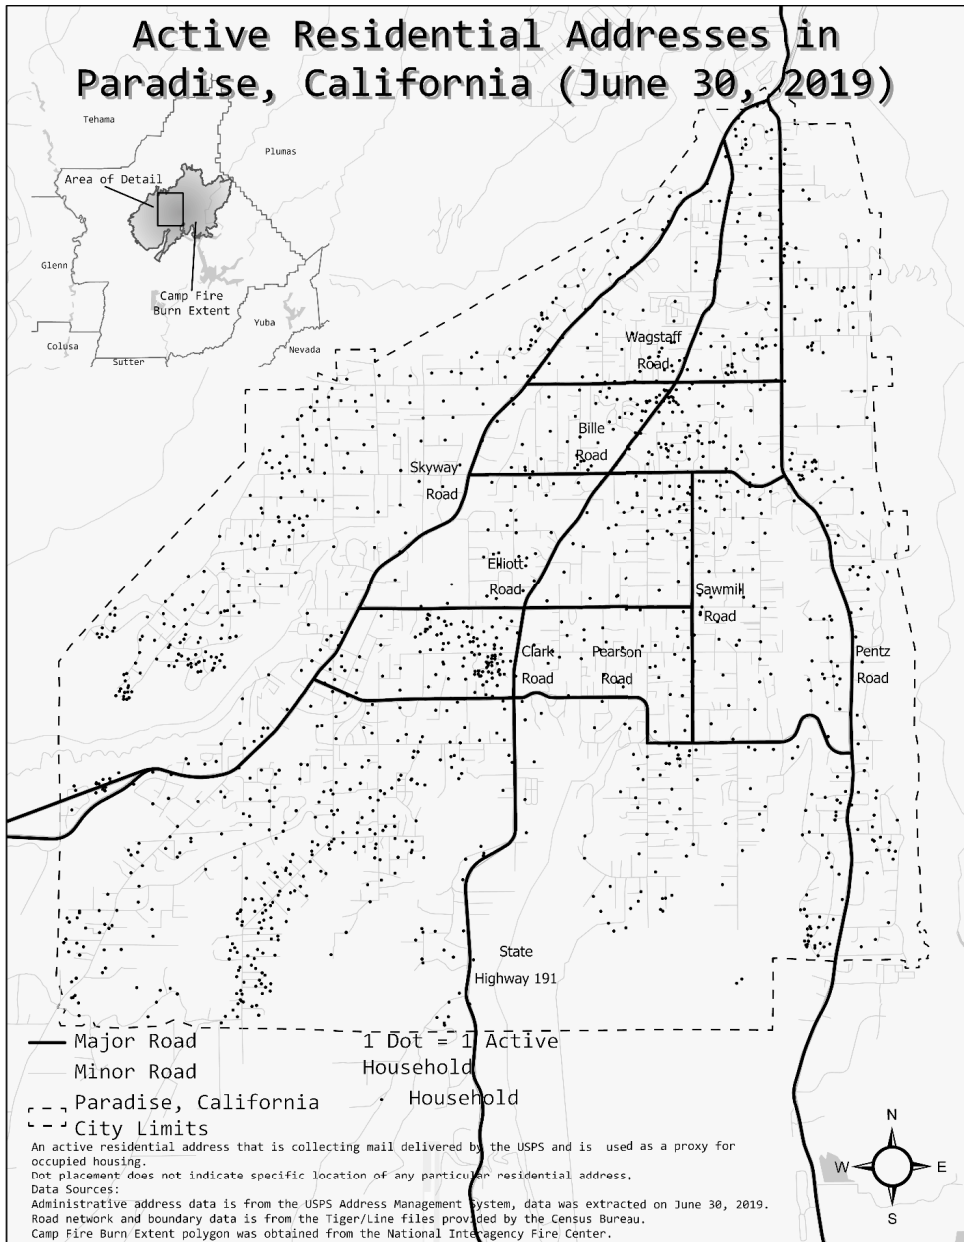 Active Residential Addresses in
Paradise, California (June 30, 2019)
Tehama
Plumas
Area of Detail
Glenn
Camp Fire
Burn Extent
Yuba
Colusa
Sutter
Nevada
Wagstaff
Road
Bille
Road
Skyway
Road
Elliott
Road
Sawmill
Road
Clark
Road
Pearson
Road
Pentz
Road
State
Highway 191
Major Road
Minor Road
Paradise, California
City Limits
1 Dot = 1 Active
Household
Household
N
W
E
S
An active residential address that is collecting mail delivered by the USPS and is used as a proxy for
occupied housing.
Dot placement does not indicate specific location of any particular residential address.
Data Sources:
Administrative address data is from the USPS Address Management System, data was extracted on June 30, 2019.
Road network and boundary data is from the Tiger/Line files provided by the Census Bureau.
Camp Fire Burn Extent polygon was obtained from the National Interagency Fire Center.